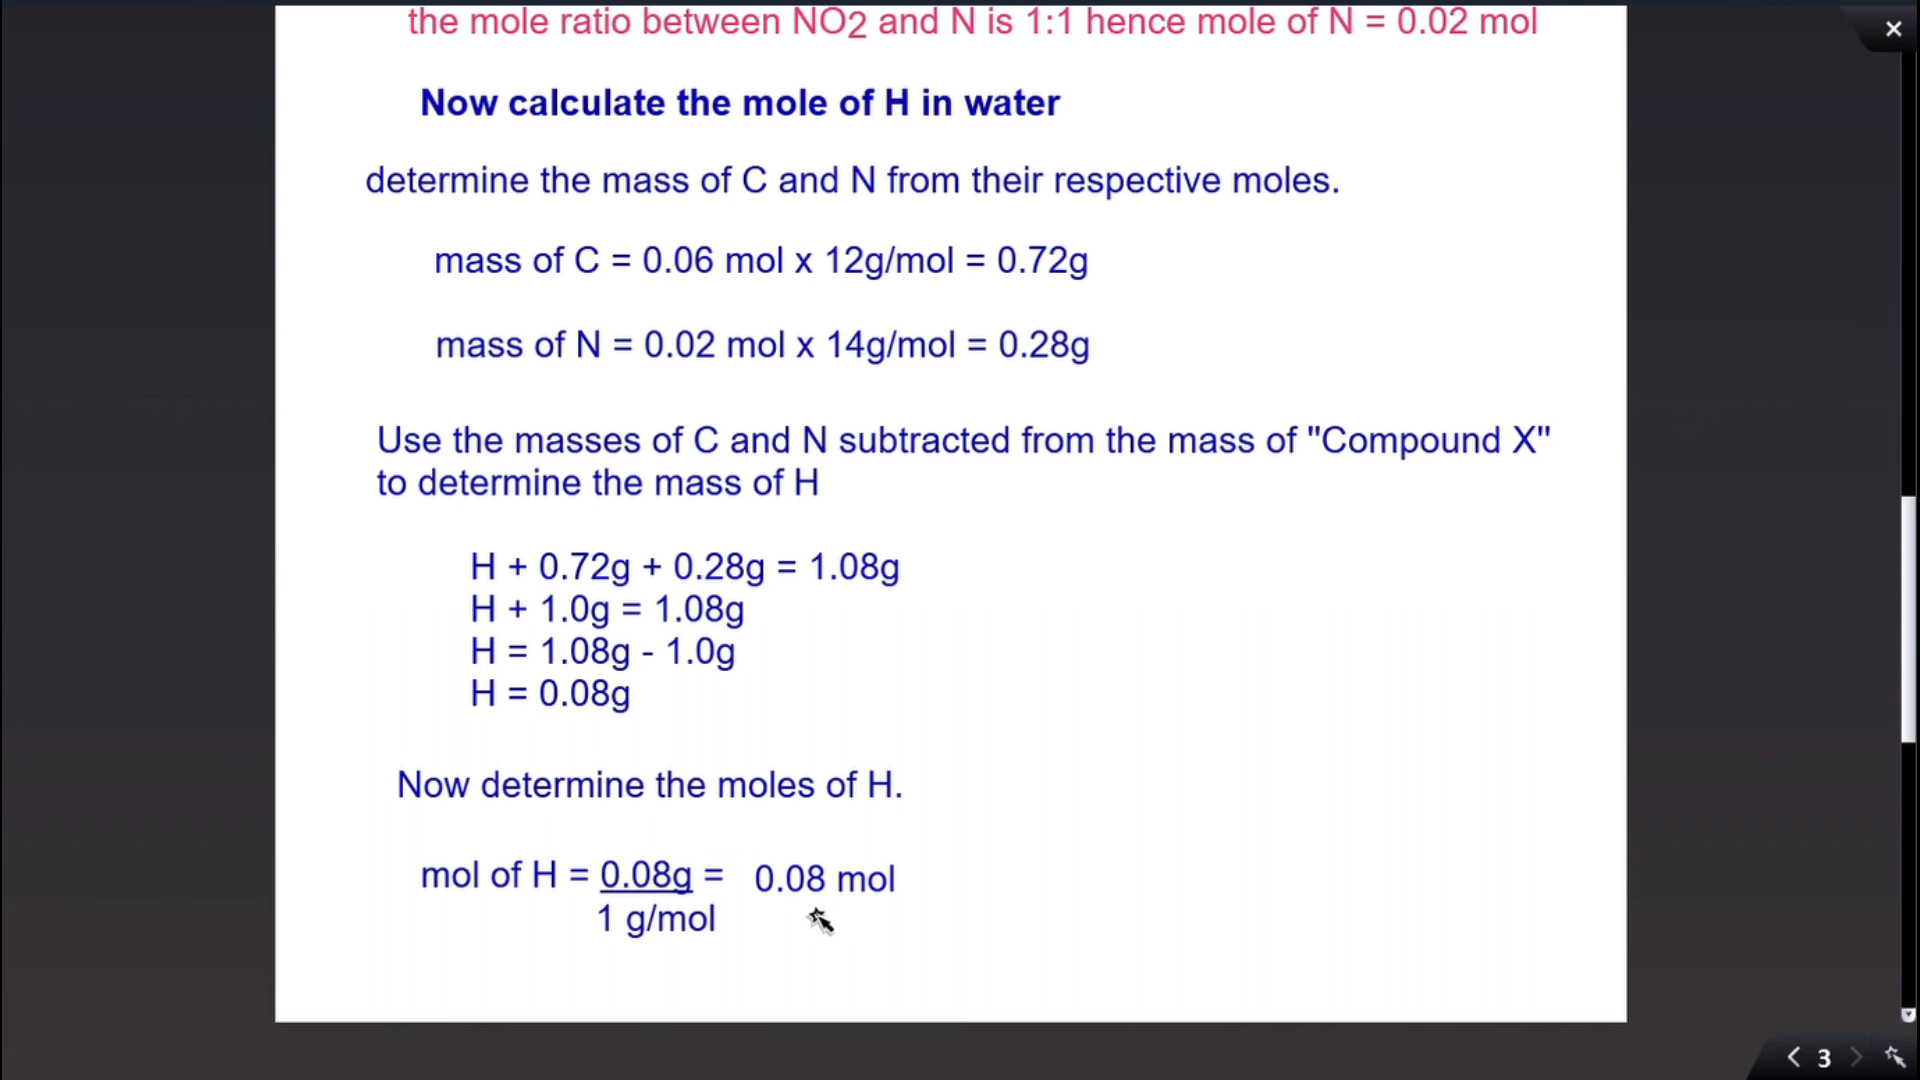 the mole ratio between NO2 and N is 1:1 hence mole of N = 0.02 mol
Now calculate the mole of H in water
determine the mass of C and N from their respective moles.
mass of C = 0.06 mol x 12g/mol = 0.72g
mass of N = 0.02 mol x 14g/mol = 0.28g
Use the masses of C and N subtracted from the mass of "Compound X"
to determine the mass of H
H + 0.72g + 0.28g = 1.08g
H + 1.0g = 1.08g
H = 1.08g - 1.0g
H = 0.08g
Now determine the moles of H.
mol of H = 0.08g = 0.08 mol
1 g/mol
3